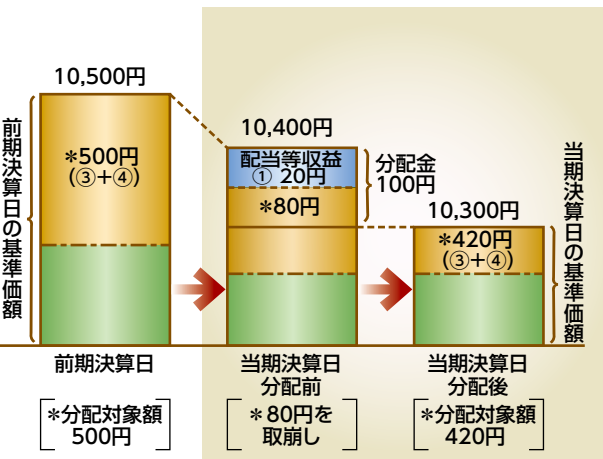 10,500円
前期決算日の基準価額
*500円
(③+④)
10,400円
配当等収益
① 20円
*80円
分配金
100円
10,300円
*420円
(③+④)
当期決算日の基準価額
前期決算日
当期決算日
分配前
当期決算日
分配後
*分配対象額
500円
*80円を
取崩し
*分配対象額
420円